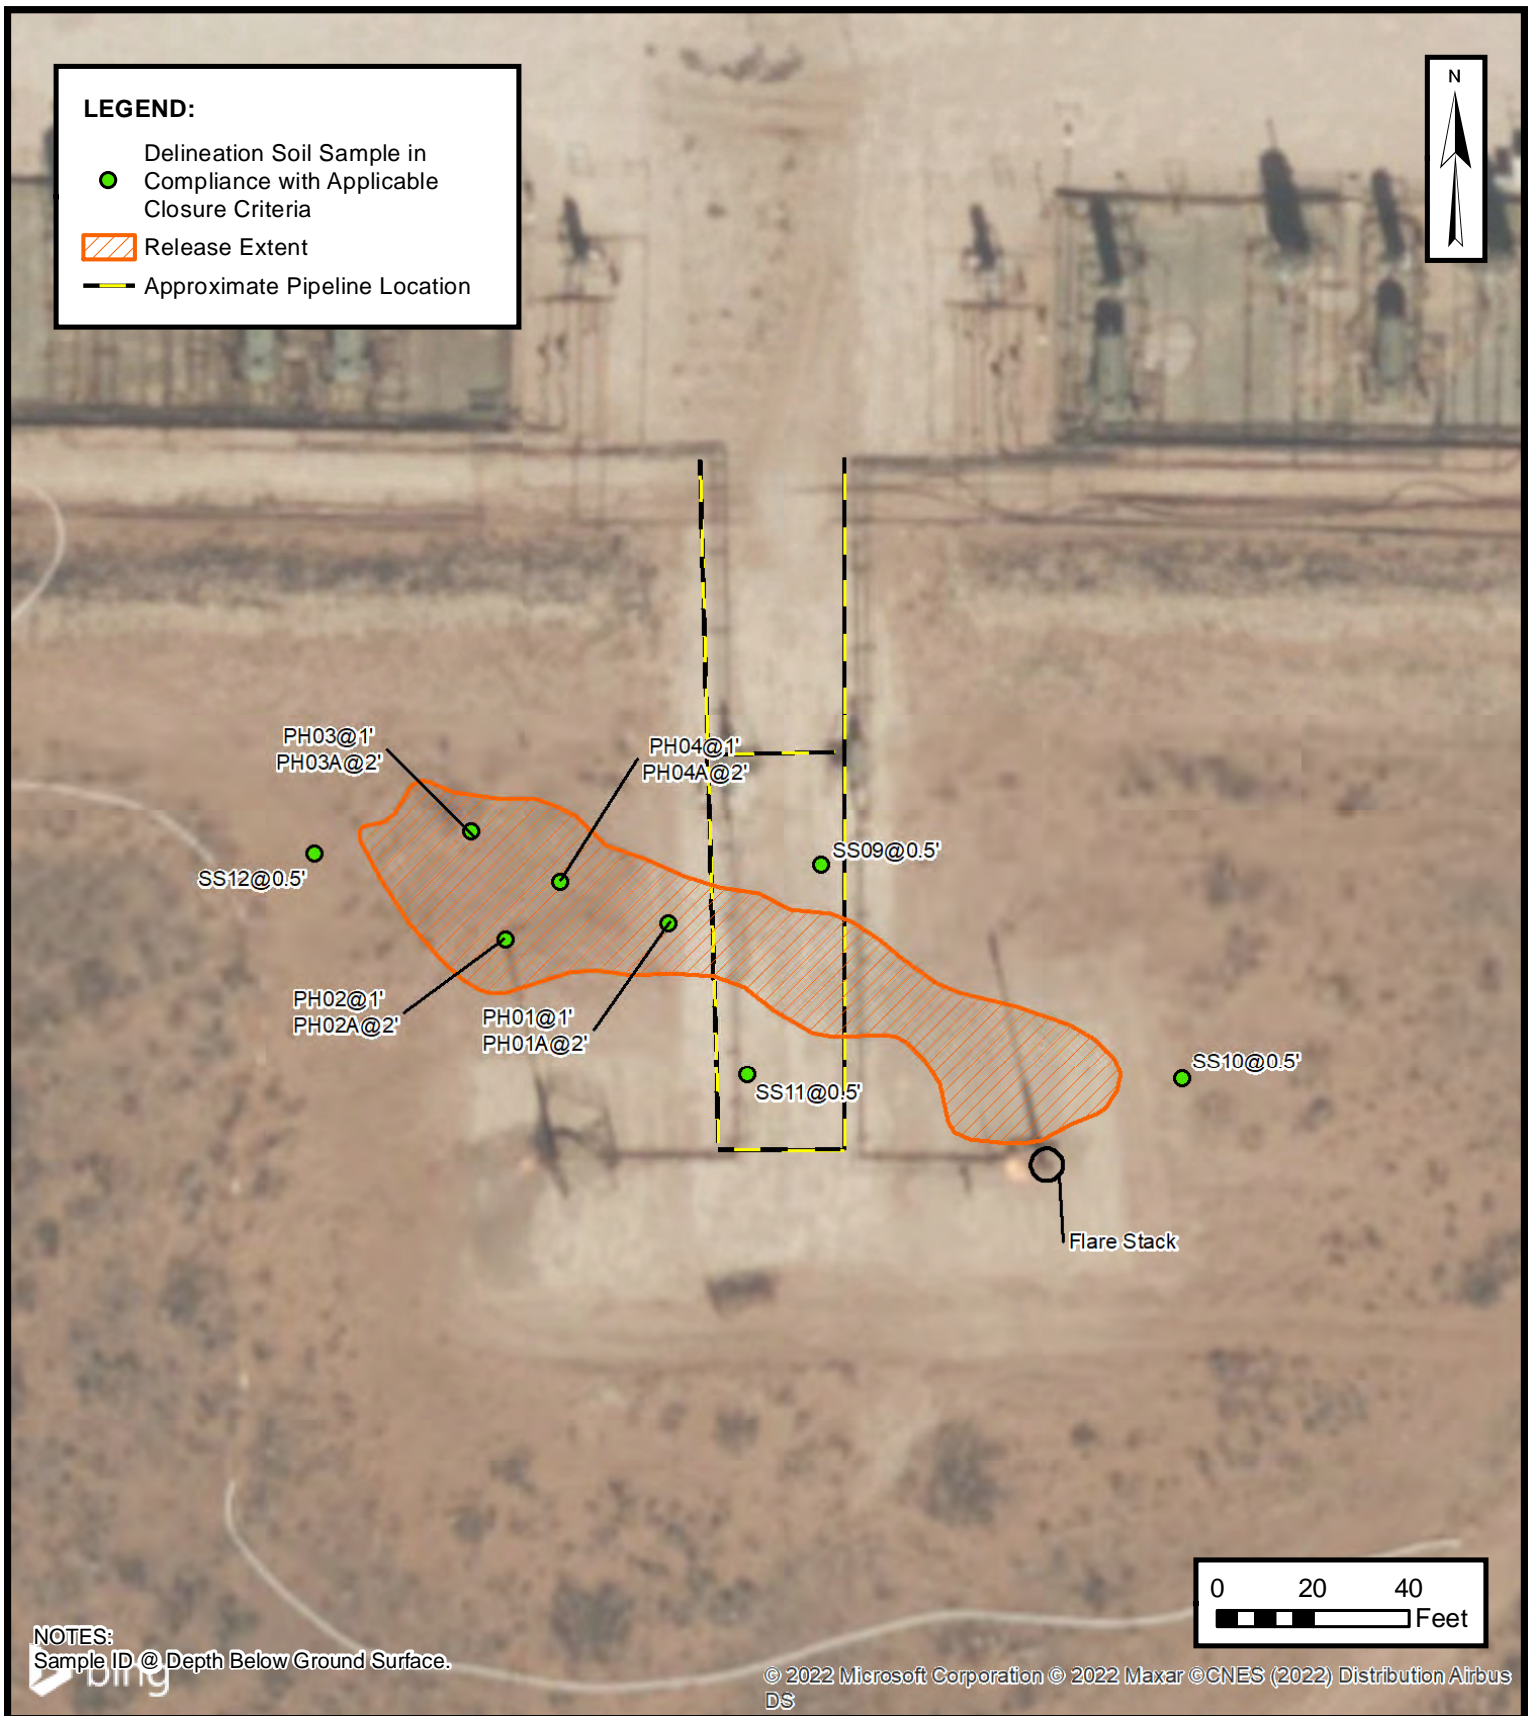 LEGEND:
Delineation Soil Sample in
Compliance with Applicable
Closure Criteria
Release Extent
Approximate Pipeline Location
N
PH03@1'
PH03A@2'
PH04@1'
PH04A@2'
SS09@0.5'
SS12@0.5'
PH02@1'
PH02A@2'
PH01@1'
PH01A@2'
SS10@0.5'
SS11@0.5'
Flare Stack
0 20 40
Feet
NOTES:
Sample ID @ Depth Below Ground Surface.
bing
© 2022 Microsoft Corporation © 2022 Maxar ©CNES (2022) Distribution Airbus
DS